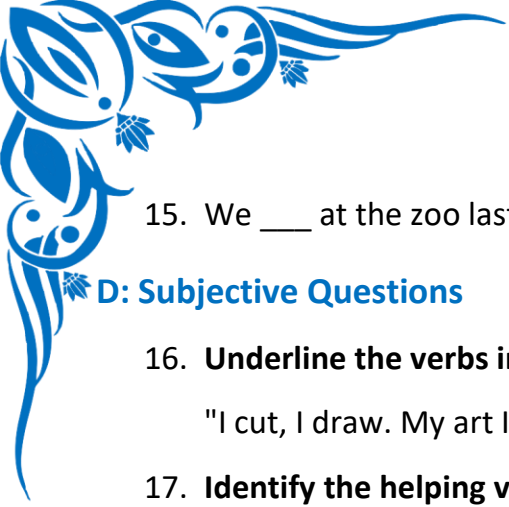 15. We ___ at the zoo las
D: Subjective Questions
16. Underline the verbs i
"I cut, I draw. My art I
17. Identify the helping v